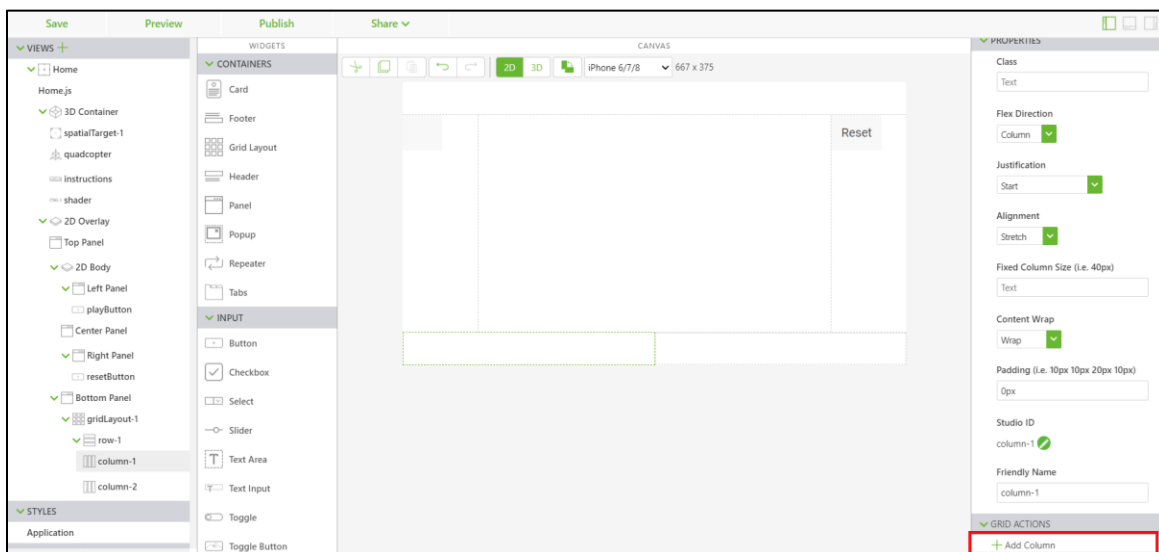 Save
Preview
Publish
Share
VIEWS
Home
Home.js
3D Container
spatialTarget-1
quadcopter
instructions
shader
2D Overlay
Top Panel
2D Body
Left Panel
playButton
Center Panel
Right Panel
resetButton
Bottom Panel
gridLayout-1
row-1
column-1
column-2
STYLES
Application
WIDGETS
CONTAINERS
Card
Footer
Grid Layout
Header
Panel
Popup
Repeater
Tabs
INPUT
Button
Checkbox
Select
Slider
Text Area
Text Input
Toggle
Toggle Button
CANVAS
2D 3D iPhone 6/7/8 667 x 375
Reset
PROPERTIES
Class
Text
Flex Direction
Column
Justification
Start
Alignment
Stretch
Fixed Column Size (i.e. 40px)
Text
Content Wrap
Wrap
Padding (i.e. 10px 10px 20px 10px)
0px
Studio ID
column-1
Friendly Name
column-1
GRID ACTIONS
Add Column